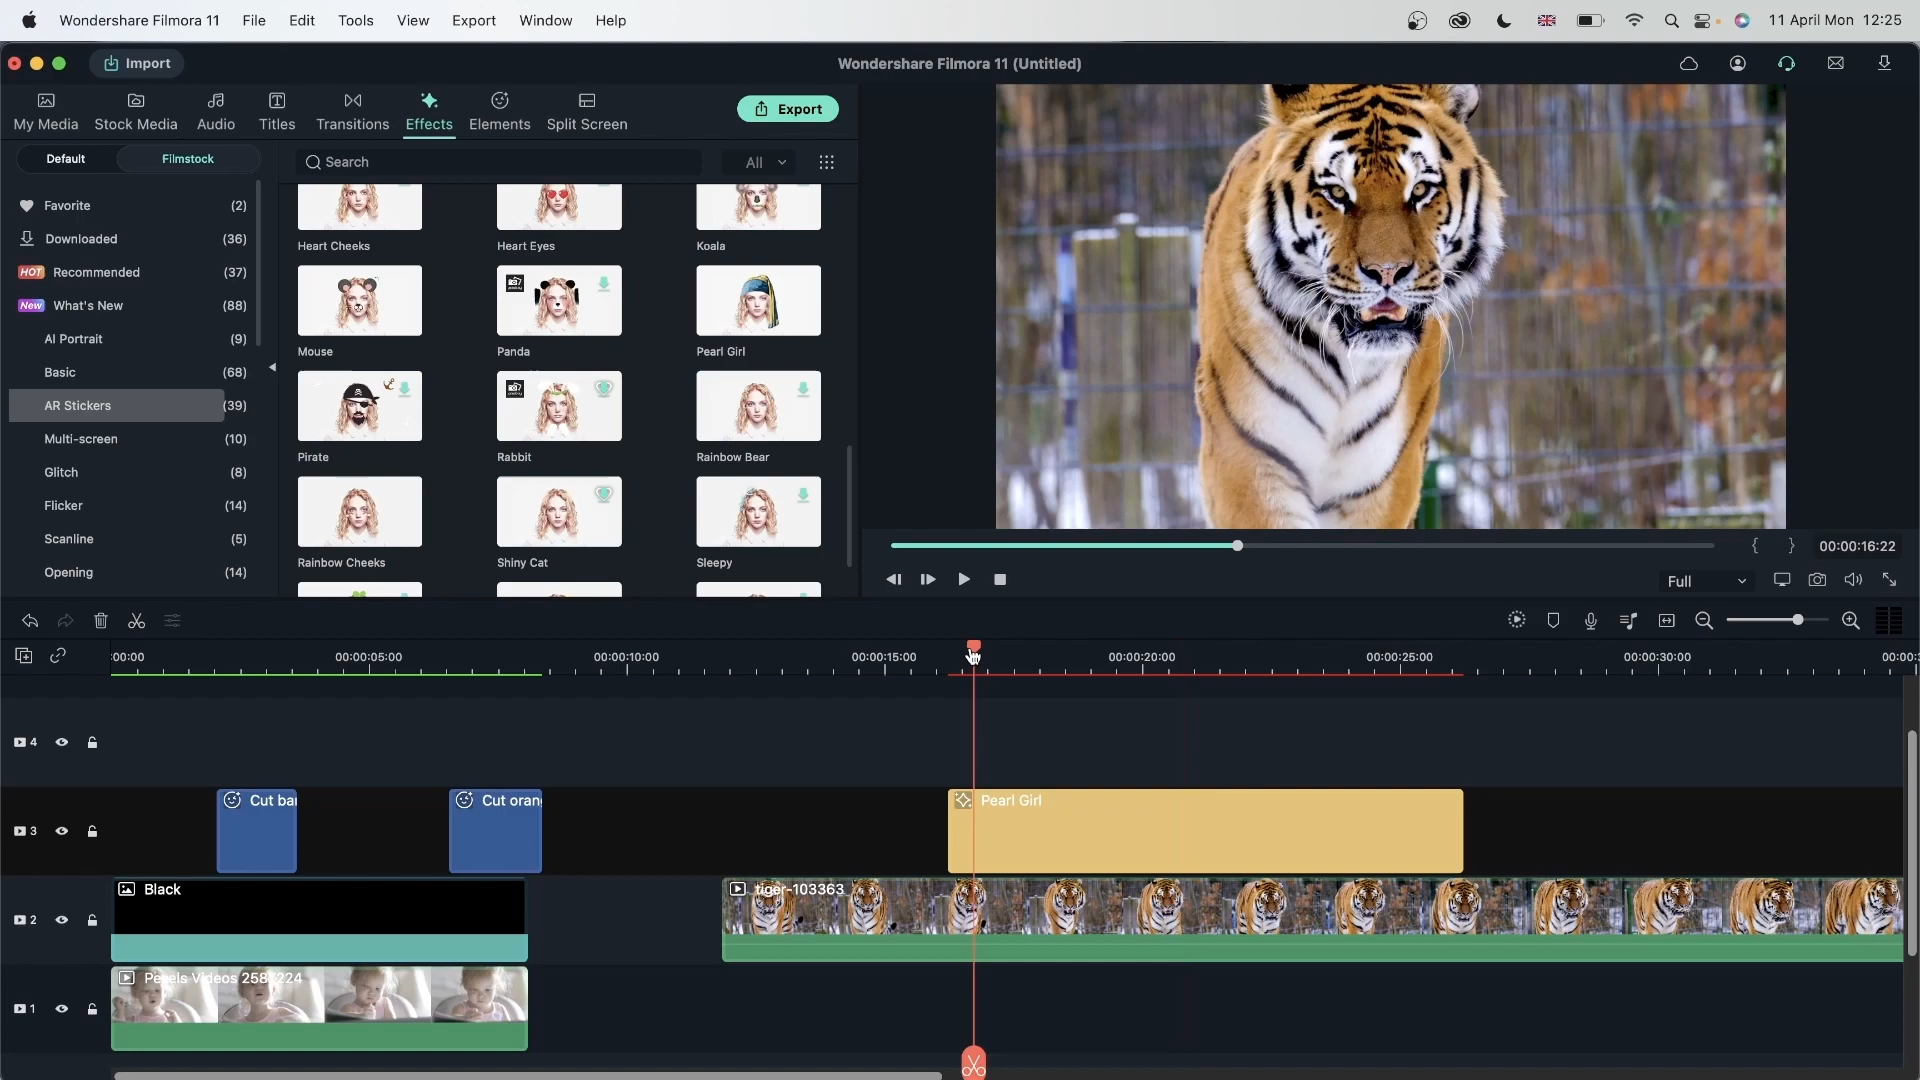 Wondershare Filmora 11 File Edit Tools View Export Window Help 11 April Mon 12:25
Import Wondershare Filmora 11 (Untitled)
My Media Stock Media Audio Titles Transitions Effects Elements Split Screen Export
Default Filmstock Search All
Favorite (2)
Downloaded (36)
HOT Recommended (37)
New What's New (88)
AI Portrait (9)
Basic (68)
AR Stickers (39)
Multi-screen (10)
Glitch (8)
Flicker (14)
Scanline (5)
Opening (14)
Heart Cheeks Heart Eyes Koala
Mouse Panda Pearl Girl
Pirate Rabbit Rainbow Bear
Rainbow Cheeks Shiny Cat Sleepy
{ } 00:00:16:22
Full
:00:00 00:00:05:00 00:00:10:00 00:00:15:00 00:00:20:00 00:00:25:00 00:00:30:00 00:00:3
4
3 Cut ba Cut oran Pearl Girl
2 Black tiger-103363
1 Pexels Videos 258 224